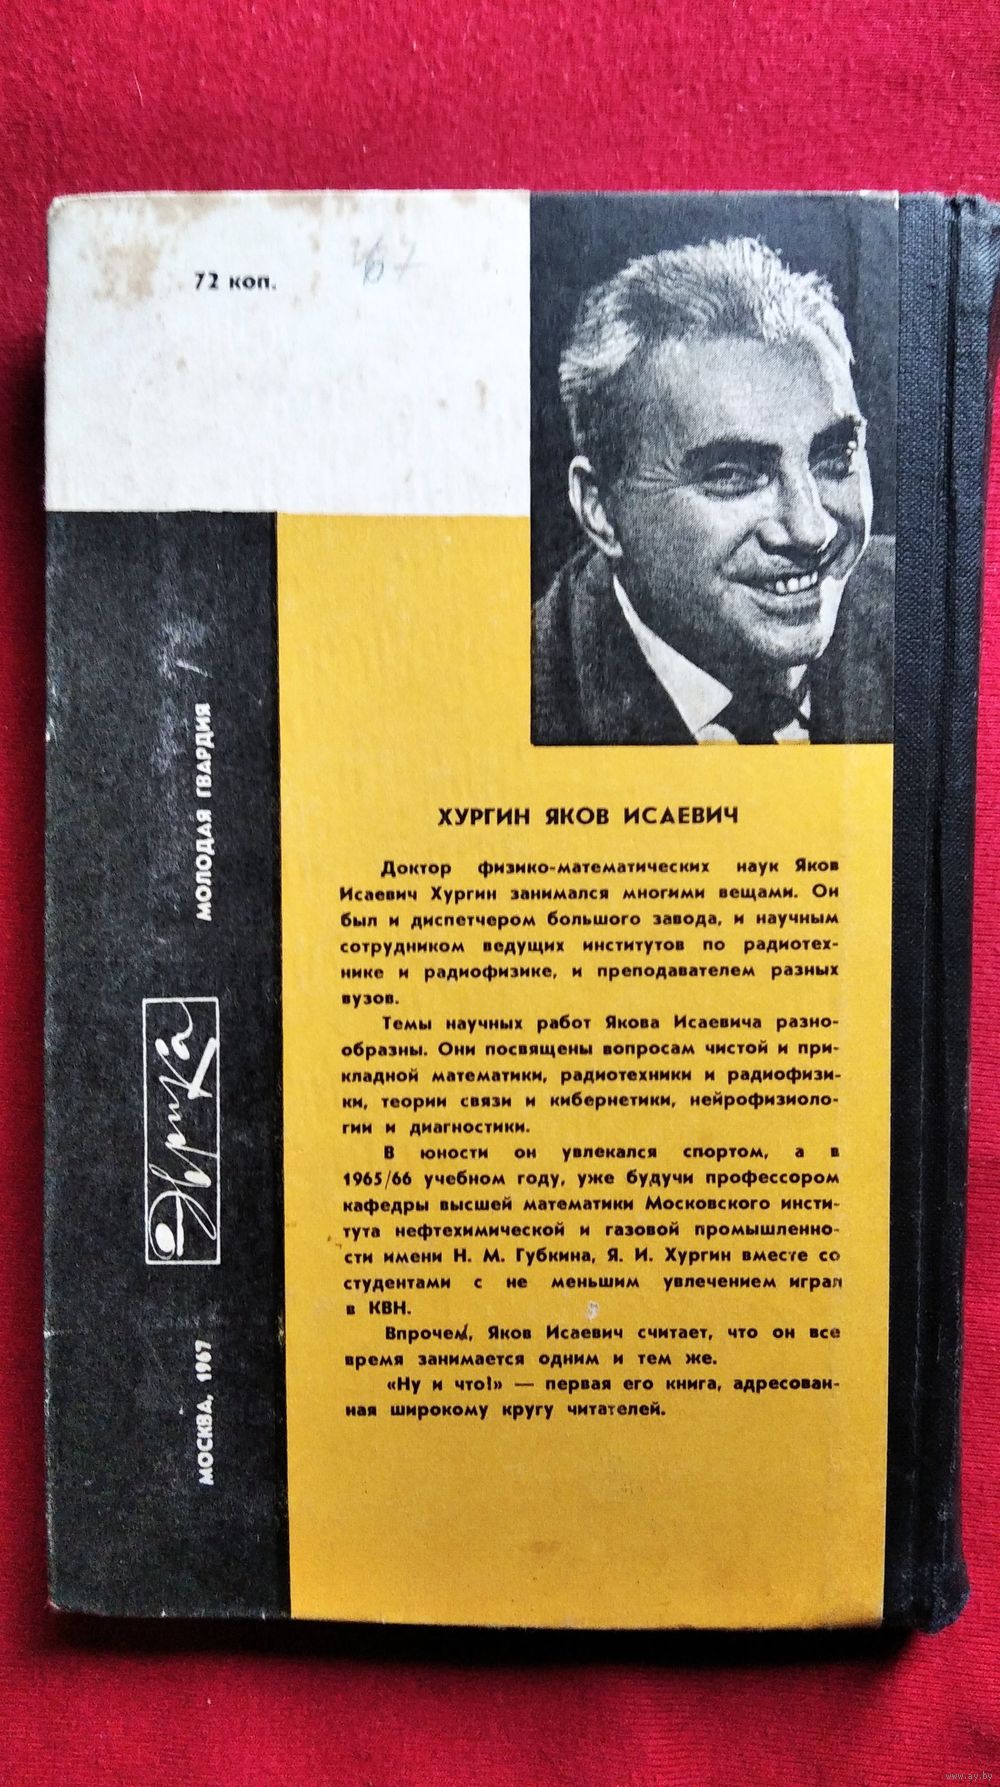 72 коп.
67
ХУРГИН ЯКОВ ИСАЕВИЧ
Доктор физико-математических наук Яков
Исаевич Хургин занимался многими вещами. Он
был и диспетчером большого завода, и научным
сотрудником ведущих институтов по радиотех-
нике и радиофизике, и преподавателем разных
вузов.
Темы научных работ Якова Исаевича разно-
образны. Они посвящены вопросам чистой и при-
кладной математики, радиотехники и радиофизи-
ки, теории связи и кибернетики, нейрофизиоло-
гии и диагностики.
В юности он увлекался спортом, а в
1965/66 учебном году, уже будучи профессором
кафедры высшей математики Московского инсти-
тута нефтехимической и газовой промышленно-
сти имени Н. М. Губкина, Я. И. Хургин вместе со
студентами с не меньшим увлечением играл
в КВН.
Впрочем, Яков Исаевич считает, что он все
время занимается одним и тем же.
«Ну и что!» — первая его книга, адресован-
ная широкому кругу читателей.
МОСКВА, 1967
Эврика
МОЛОДАЯ ГВАРДИЯ
www.ay.by